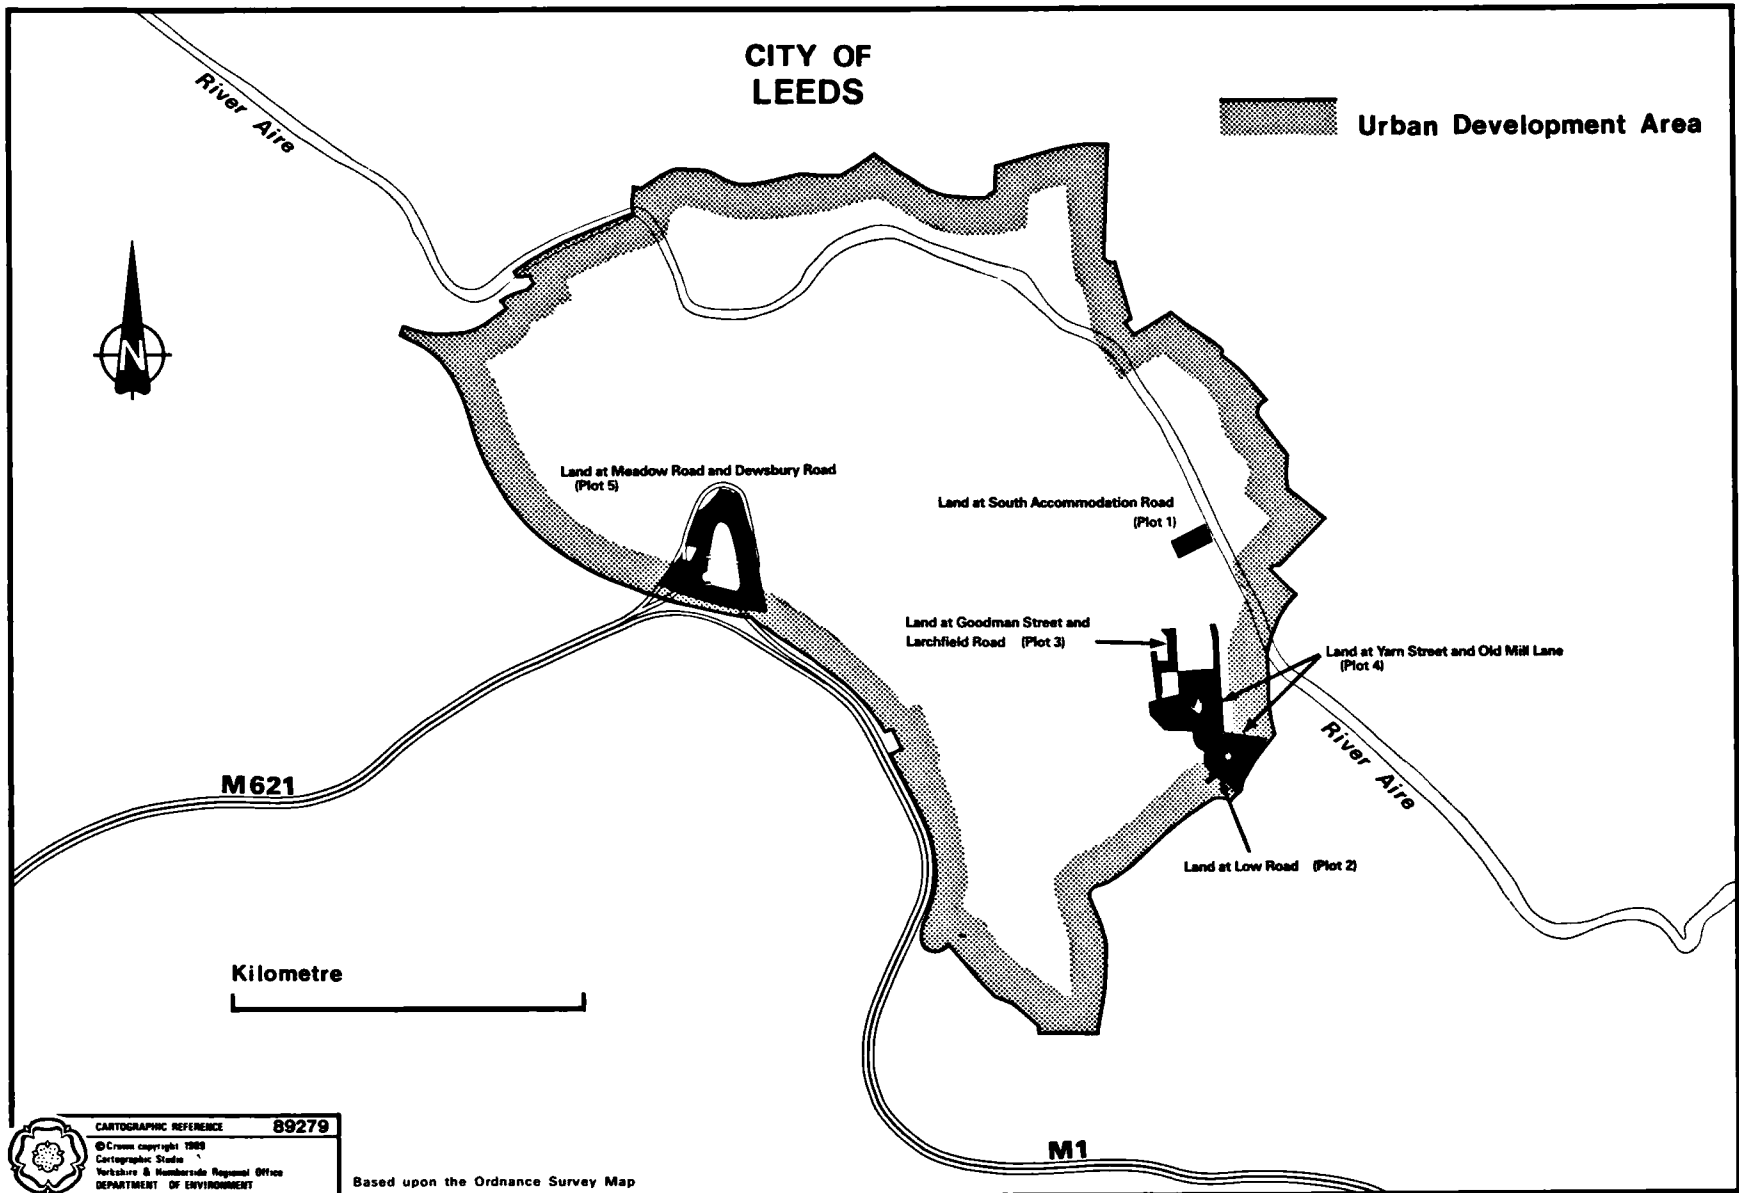 CITY OF
LEEDS
Urban Development Area
River Aire
N
Land at Meadow Road and Dewsbury Road
(Plot 5)
Land at South Accommodation Road
(Plot 1)
Land at Goodman Street and
Larchfield Road (Plot 3)
Land at Yarn Street and Old Mill Lane
(Plot 4)
River Aire
M621
Land at Low Road (Plot 2)
Kilometre
M1
CARTOGRAPHIC REFERENCE 89279
© Crown copyright 1989
Cartographic Studio
Yorkshire & Humberside Regional Office
DEPARTMENT OF ENVIRONMENT
Based upon the Ordnance Survey Map